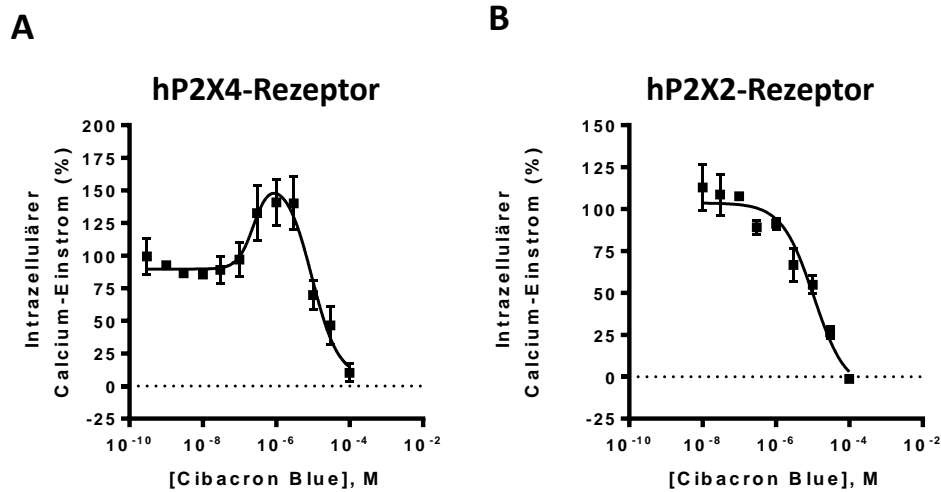 A
hP2X4-Rezeptor
Intrazellulärer
Calcium-Einstrom (%)
200
175
150
125
100
75
50
25
0
-25
10^-10
10^-8
10^-6
10^-4
10^-2
[Cibacron Blue], M
B
hP2X2-Rezeptor
Intrazellulärer
Calcium-Einstrom (%)
150
125
100
75
50
25
0
-25
10^-10
10^-8
10^-6
10^-4
10^-2
[Cibacron Blue], M